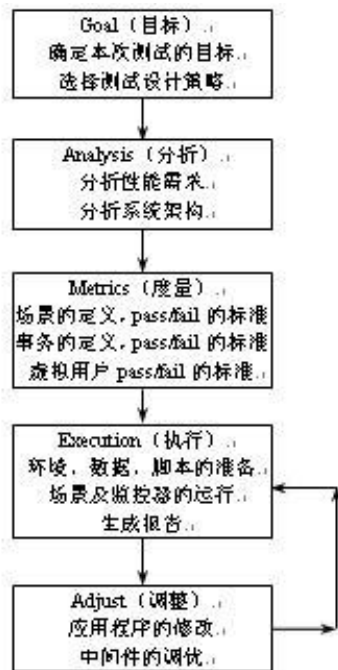 Goal（目标）
确定本次测试的目标
选择测试设计策略
Analysis（分析）
分析性能需求
分析系统架构
Metrics（度量）
场景的定义，pass/fail 的标准
事务的定义，pass/fail 的标准
虚拟用户 pass/fail 的标准
Execution（执行）
环境，数据，脚本的准备
场景及监控器的运行
生成报告
Adjust（调整）
应用程序的修改
中间件的调优